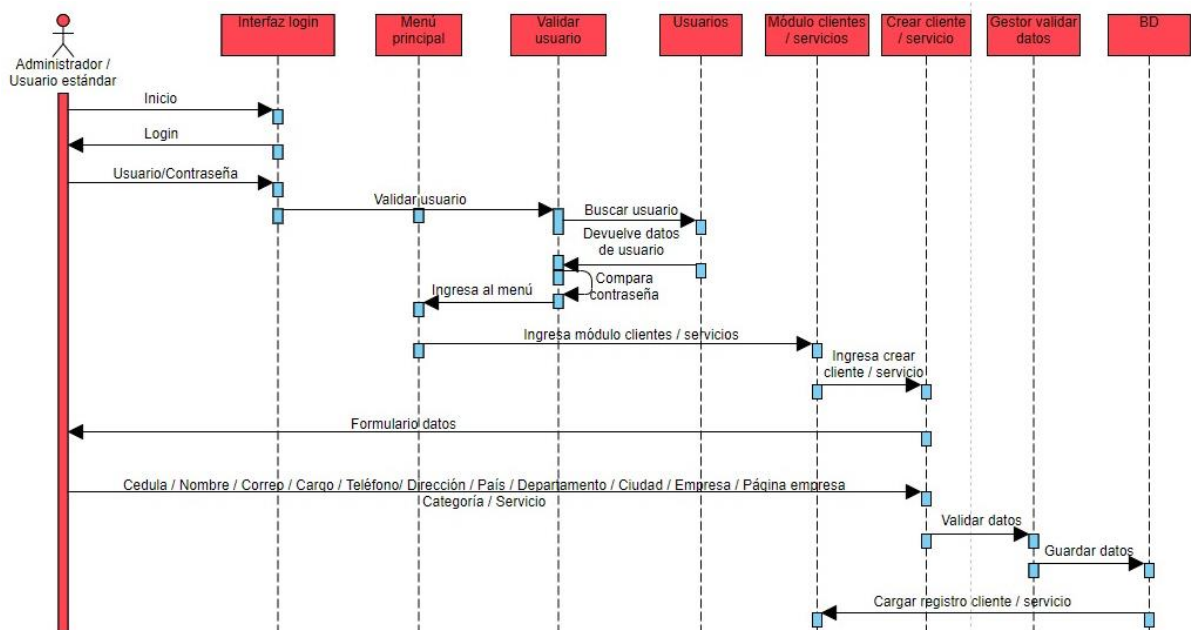 Interfaz login
Menú
principal
Validar
usuario
Usuarios
Módulo clientes
/ servicios
Crear cliente
/ servicio
Gestor validar
datos
BD
Administrador /
Usuario estándar
Inicio
Login
Usuario/Contraseña
Validar usuario
Buscar usuario
Devuelve datos
de usuario
Compara
contraseña
Ingresa al menú
Ingresa módulo clientes / servicios
Ingresa crear
cliente / servicio
Formulario datos
Cedula / Nombre / Correo / Cargo / Teléfono/ Dirección / País / Departamento / Ciudad / Empresa / Página empresa
Categoría / Servicio
Validar datos
Guardar datos
Cargar registro cliente / servicio